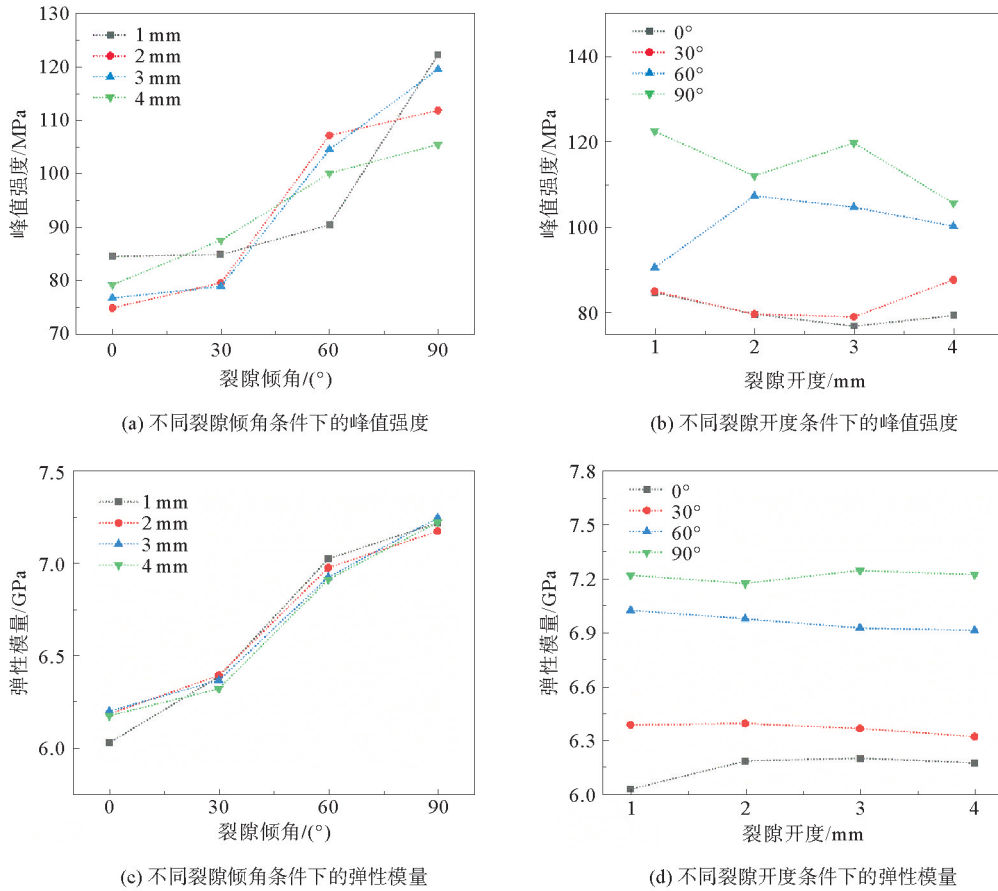 130
120
110
100
90
80
70
峰值强度/MPa
1 mm
2 mm
3 mm
4 mm
0
30
60
90
裂隙倾角/(°)
(a) 不同裂隙倾角条件下的峰值强度
140
120
100
80
峰值强度/MPa
0°
30°
60°
90°
1
2
3
4
裂隙开度/mm
(b) 不同裂隙开度条件下的峰值强度
7.5
7.0
6.5
6.0
弹性模量/GPa
1 mm
2 mm
3 mm
4 mm
0
30
60
90
裂隙倾角/(°)
(c) 不同裂隙倾角条件下的弹性模量
7.8
7.5
7.2
6.9
6.6
6.3
6.0
弹性模量/GPa
0°
30°
60°
90°
1
2
3
4
裂隙开度/mm
(d) 不同裂隙开度条件下的弹性模量